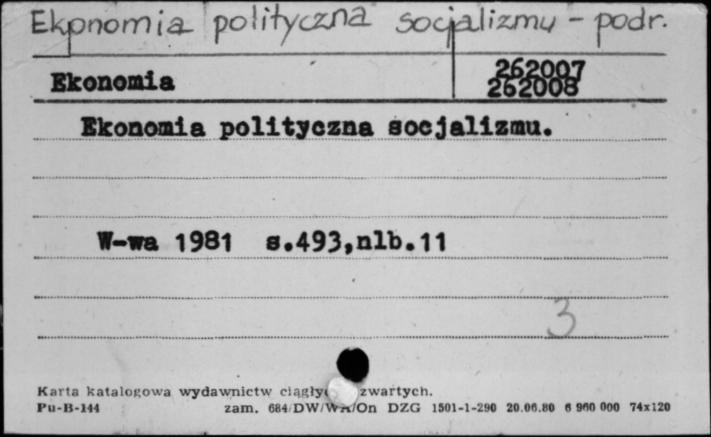 Ekonomia polityczna socjalizmu - podr.
Ekonomia
262007
262008
Ekonomia polityczna socjalizmu.
W-wa 1981 s.493,nlb.11
3
Karta katalogowa wydawnictw zwartych.
Pu-B-144 zam. 684/DW/WA/On DZG 1501-1-290 20.06.80 6 960 000 74x120